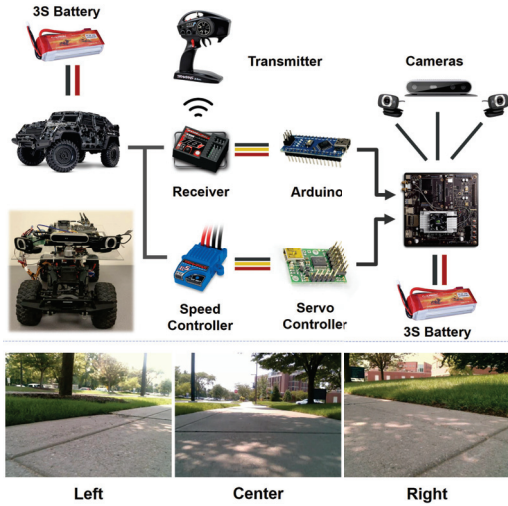 3S Battery
Transmitter
Cameras
Receiver
Arduino
Speed
Controller
Servo
Controller
3S Battery
Left
Center
Right